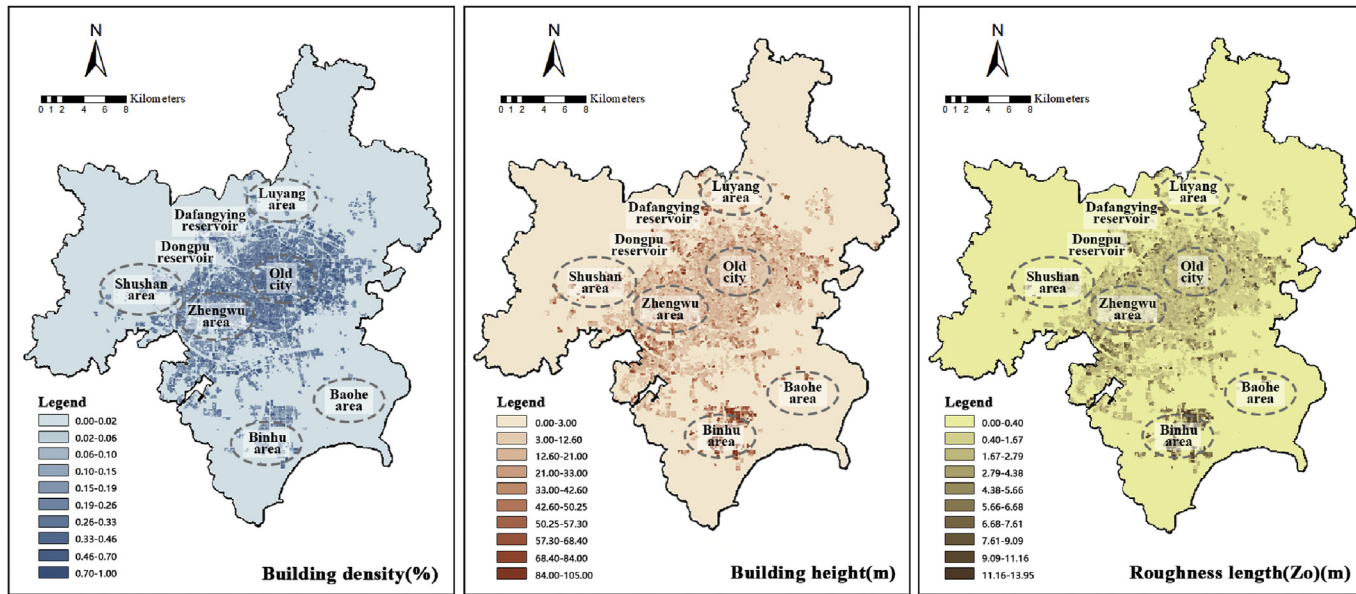 N
0 1 2 4 6 8 Kilometers
Luyang
area
Dafangying
reservoir
Dongpu
reservoir
Old
city
Shushan
area
Zhengwu
area
Baohe
area
Binhu
area
Legend
0.00-0.02
0.02-0.06
0.06-0.10
0.10-0.15
0.15-0.19
0.19-0.26
0.26-0.33
0.33-0.46
0.46-0.70
0.70-1.00
Building density(%)
N
0 1 2 4 6 8 Kilometers
Luyang
area
Dafangying
reservoir
Dongpu
reservoir
Old
city
Shushan
area
Zhengwu
area
Baohe
area
Binhu
area
Legend
0.00-3.00
3.00-12.60
12.60-21.00
21.00-33.00
33.00-42.60
42.60-50.25
50.25-57.30
57.30-68.40
68.40-84.00
84.00-105.00
Building height(m)
N
0 1 2 4 6 8 Kilometers
Luyang
area
Dafangying
reservoir
Dongpu
reservoir
Old
city
Shushan
area
Zhengwu
area
Baohe
area
Binhu
area
Legend
0.00-0.40
0.40-1.67
1.67-2.79
2.79-4.38
4.38-5.66
5.66-6.68
6.68-7.61
7.61-9.09
9.09-11.16
11.16-13.95
Roughness length(Zo)(m)